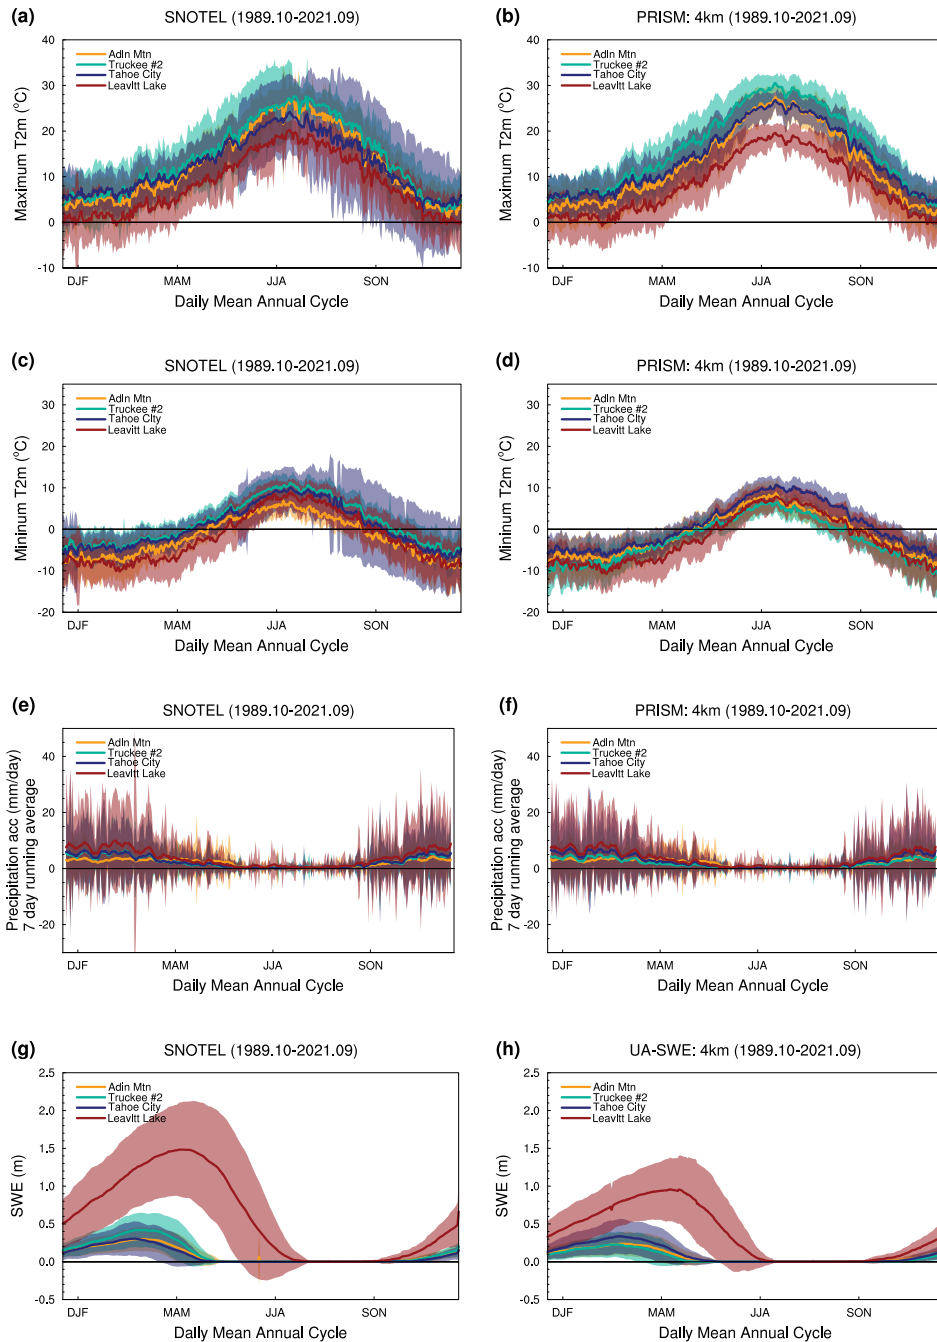 (a)
SNOTEL (1989.10-2021.09)
40
30
20
10
0
-10
Maximum T2m (°C)
AdIn Mtn
Truckee #2
Tahoe CIty
LeavItt Lake
DJF
MAM
JJA
SON
Daily Mean Annual Cycle
(b)
PRISM: 4km (1989.10-2021.09)
40
30
20
10
0
-10
Maximum T2m (°C)
AdIn Mtn
Truckee #2
Tahoe CIty
LeavItt Lake
DJF
MAM
JJA
SON
Daily Mean Annual Cycle
(c)
SNOTEL (1989.10-2021.09)
30
20
10
0
-10
-20
Minimum T2m (°C)
AdIn Mtn
Truckee #2
Tahoe CIty
LeavItt Lake
DJF
MAM
JJA
SON
Daily Mean Annual Cycle
(d)
PRISM: 4km (1989.10-2021.09)
30
20
10
0
-10
-20
Minimum T2m (°C)
AdIn Mtn
Truckee #2
Tahoe CIty
LeavItt Lake
DJF
MAM
JJA
SON
Daily Mean Annual Cycle
(e)
SNOTEL (1989.10-2021.09)
40
20
0
-20
Precipitation acc (mm/day)
7 day running average
AdIn Mtn
Truckee #2
Tahoe CIty
LeavItt Lake
DJF
MAM
JJA
SON
Daily Mean Annual Cycle
(f)
PRISM: 4km (1989.10-2021.09)
40
20
0
-20
Precipitation acc (mm/day)
7 day running average
AdIn Mtn
Truckee #2
Tahoe CIty
LeavItt Lake
DJF
MAM
JJA
SON
Daily Mean Annual Cycle
(g)
SNOTEL (1989.10-2021.09)
2.5
2.0
1.5
1.0
0.5
0.0
-0.5
SWE (m)
Adin Mtn
Truckee #2
Tahoe City
LeavItt Lake
DJF
MAM
JJA
SON
Daily Mean Annual Cycle
(h)
UA-SWE: 4km (1989.10-2021.09)
2.5
2.0
1.5
1.0
0.5
0.0
-0.5
SWE (m)
Adin Mtn
Truckee #2
Tahoe City
LeavItt Lake
DJF
MAM
JJA
SON
Daily Mean Annual Cycle